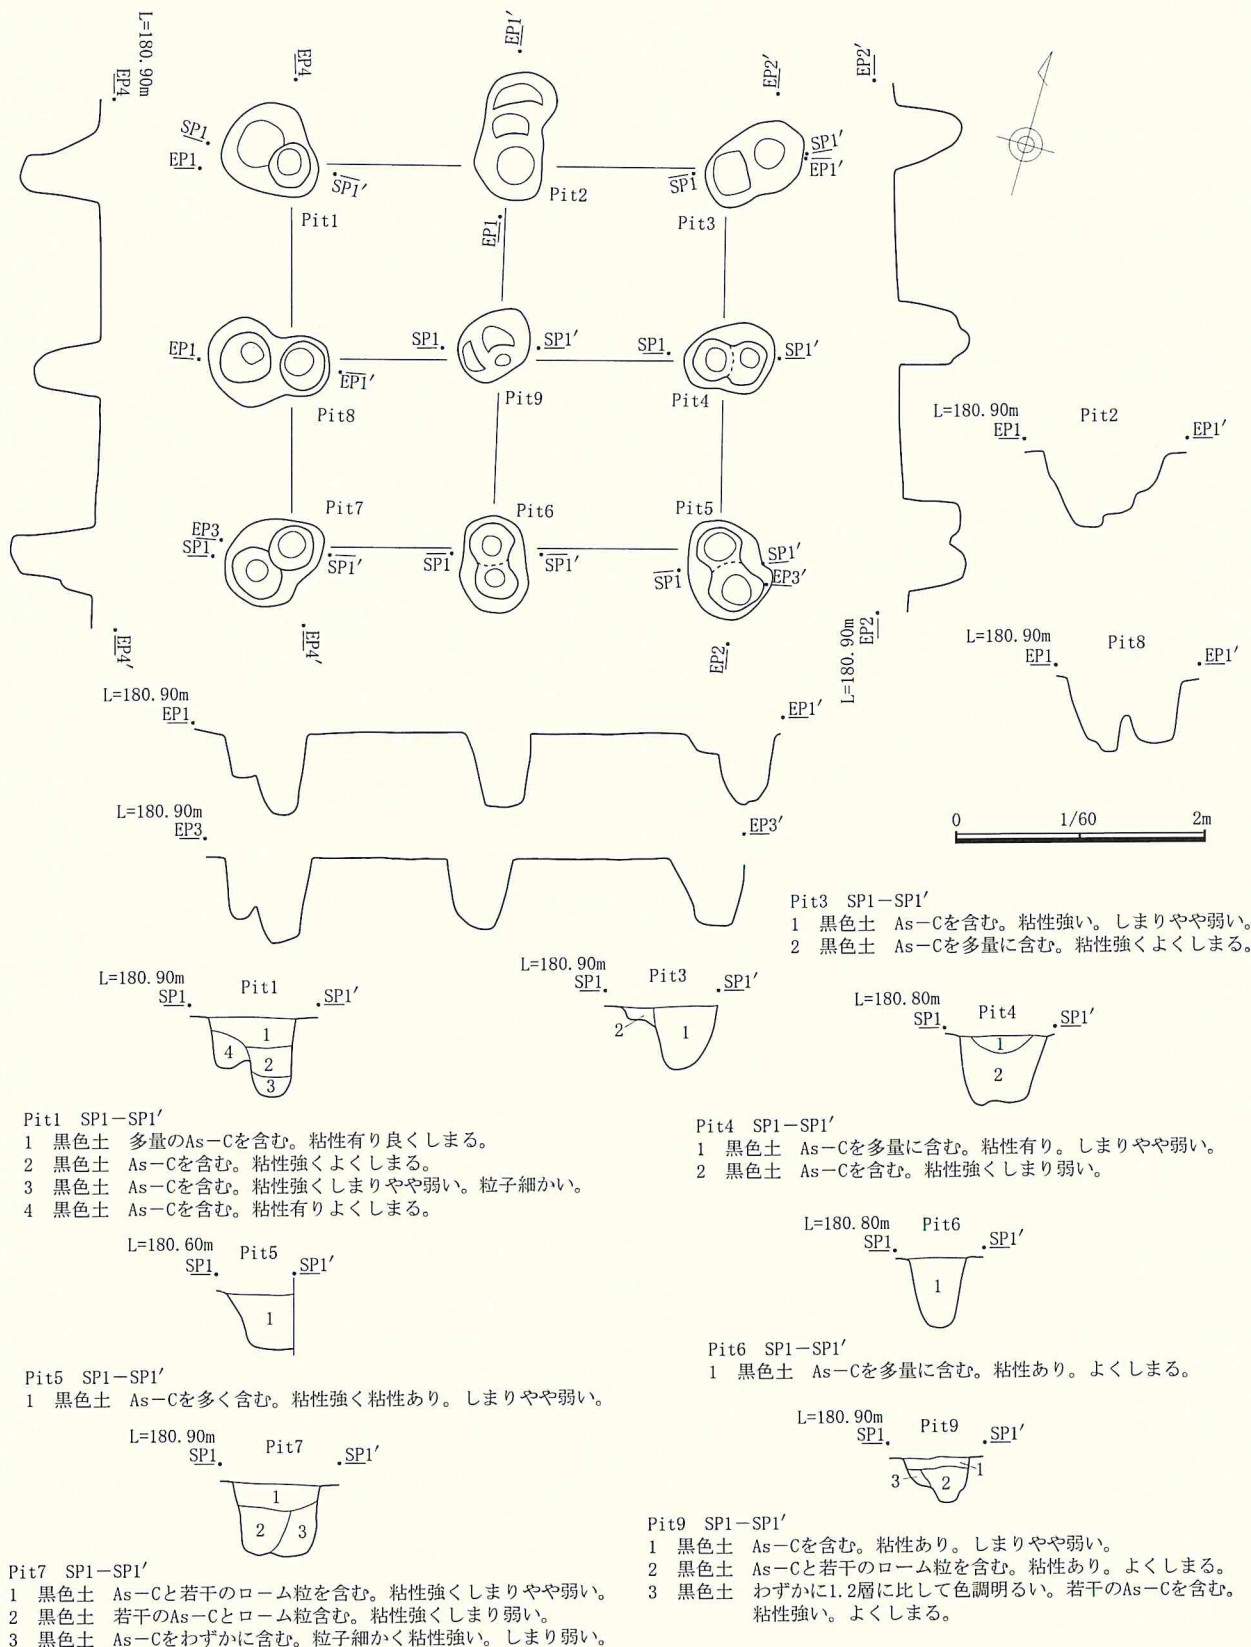 L=180.90m
EP4
EP4
EP1′
EP2′
EP2′
SP1
EP1
SP1′
Pit1
Pit2
EP1
SP1
SP1′
EP1′
Pit3
EP1
EP1′
Pit8
SP1
SP1′
Pit9
SP1
SP1′
Pit4
L=180.90m
Pit2
EP1
EP1′
EP3
SP1
Pit7
SP1′
Pit6
SP1
SP1′
Pit5
SP1
SP1′
EP3′
EP4′
EP4′
EP2
EP2
L=180.90m
L=180.90m
Pit8
EP1
EP1′
L=180.90m
EP1
EP1′
L=180.90m
EP3
EP3′
0 1/60 2m
Pit3 SP1－SP1′
1 黒色土 As－Cを含む。粘性強い。しまりやや弱い。
2 黒色土 As－Cを多量に含む。粘性強くよくしまる。
L=180.90m
Pit1
SP1
SP1′
1
4
2
3
L=180.90m
Pit3
SP1
SP1′
2
1
L=180.80m
Pit4
SP1
SP1′
1
2
Pit1 SP1－SP1′
1 黒色土 多量のAs－Cを含む。粘性有り良くしまる。
2 黒色土 As－Cを含む。粘性強くよくしまる。
3 黒色土 As－Cを含む。粘性強くしまりやや弱い。粒子細かい。
4 黒色土 As－Cを含む。粘性有りよくしまる。
Pit4 SP1－SP1′
1 黒色土 As－Cを多量に含む。粘性有り。しまりやや弱い。
2 黒色土 As－Cを含む。粘性強くしまり弱い。
L=180.60m
Pit5
SP1
SP1′
1
L=180.80m
Pit6
SP1
SP1′
1
Pit5 SP1－SP1′
1 黒色土 As－Cを多く含む。粘性強く粘性あり。しまりやや弱い。
Pit6 SP1－SP1′
1 黒色土 As－Cを多量に含む。粘性あり。よくしまる。
L=180.90m
Pit7
SP1
SP1′
1
2
3
L=180.90m
Pit9
SP1
SP1′
1
3
2
Pit7 SP1－SP1′
1 黒色土 As－Cと若干のローム粒を含む。粘性強くしまりやや弱い。
2 黒色土 若干のAs－Cとローム粒含む。粘性強くしまり弱い。
3 黒色土 As－Cをわずかに含む。粒子細かく粘性強い。しまり弱い。
Pit9 SP1－SP1′
1 黒色土 As－Cを含む。粘性あり。しまりやや弱い。
2 黒色土 As－Cと若干のローム粒を含む。粘性あり。よくしまる。
3 黒色土 わずかに1.2層に比して色調明るい。若干のAs－Cを含む。
粘性強い。よくしまる。